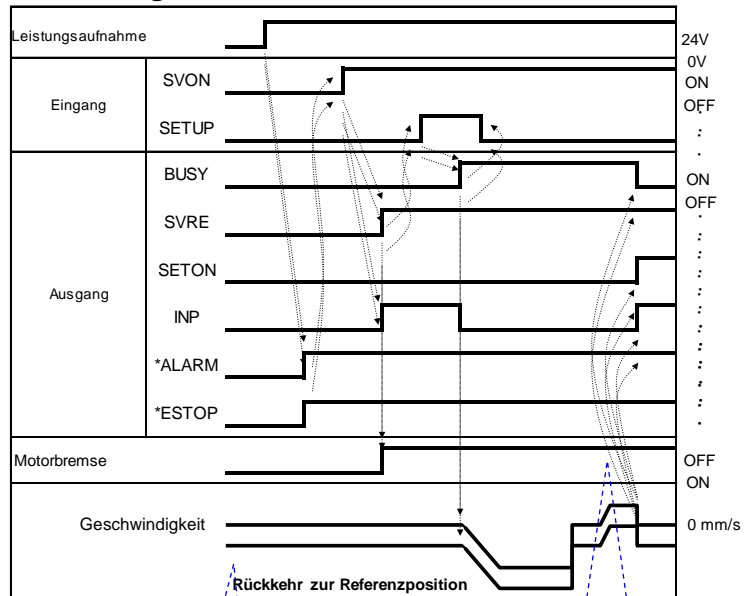 Leistungsaufnahme
24V
0V
Eingang
SVON
ON
OFF
SETUP
:
.
Ausgang
BUSY
ON
OFF
SVRE
SETON
INP
*ALARM
*ESTOP
Motorbremse
OFF
ON
Geschwindigkeit
0 mm/s
Rückkehr zur Referenzposition